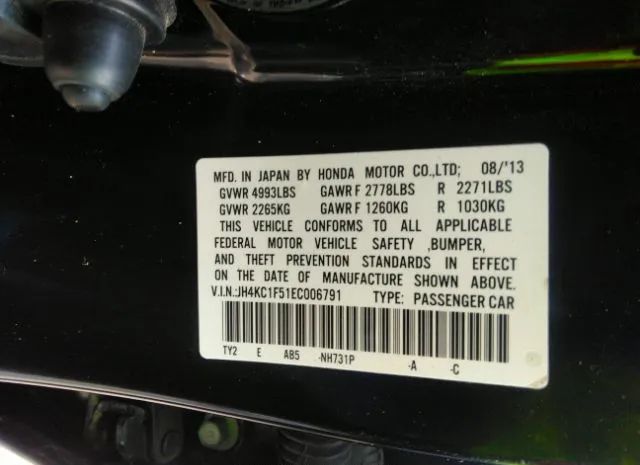 MFD. IN JAPAN BY HONDA MOTOR CO.,LTD; 08/'13
GVWR 4993LBS GAWR F 2778LBS R 2271LBS
GVWR 2265KG GAWR F 1260KG R 1030KG
THIS VEHICLE CONFORMS TO ALL APPLICABLE
FEDERAL MOTOR VEHICLE SAFETY ,BUMPER,
AND THEFT PREVENTION STANDARDS IN EFFECT
ON THE DATE OF MANUFACTURE SHOWN ABOVE.
V.I.N.:JH4KC1F51EC006791 TYPE: PASSENGER CAR
TY2 E AB5 -NH731P -A -C